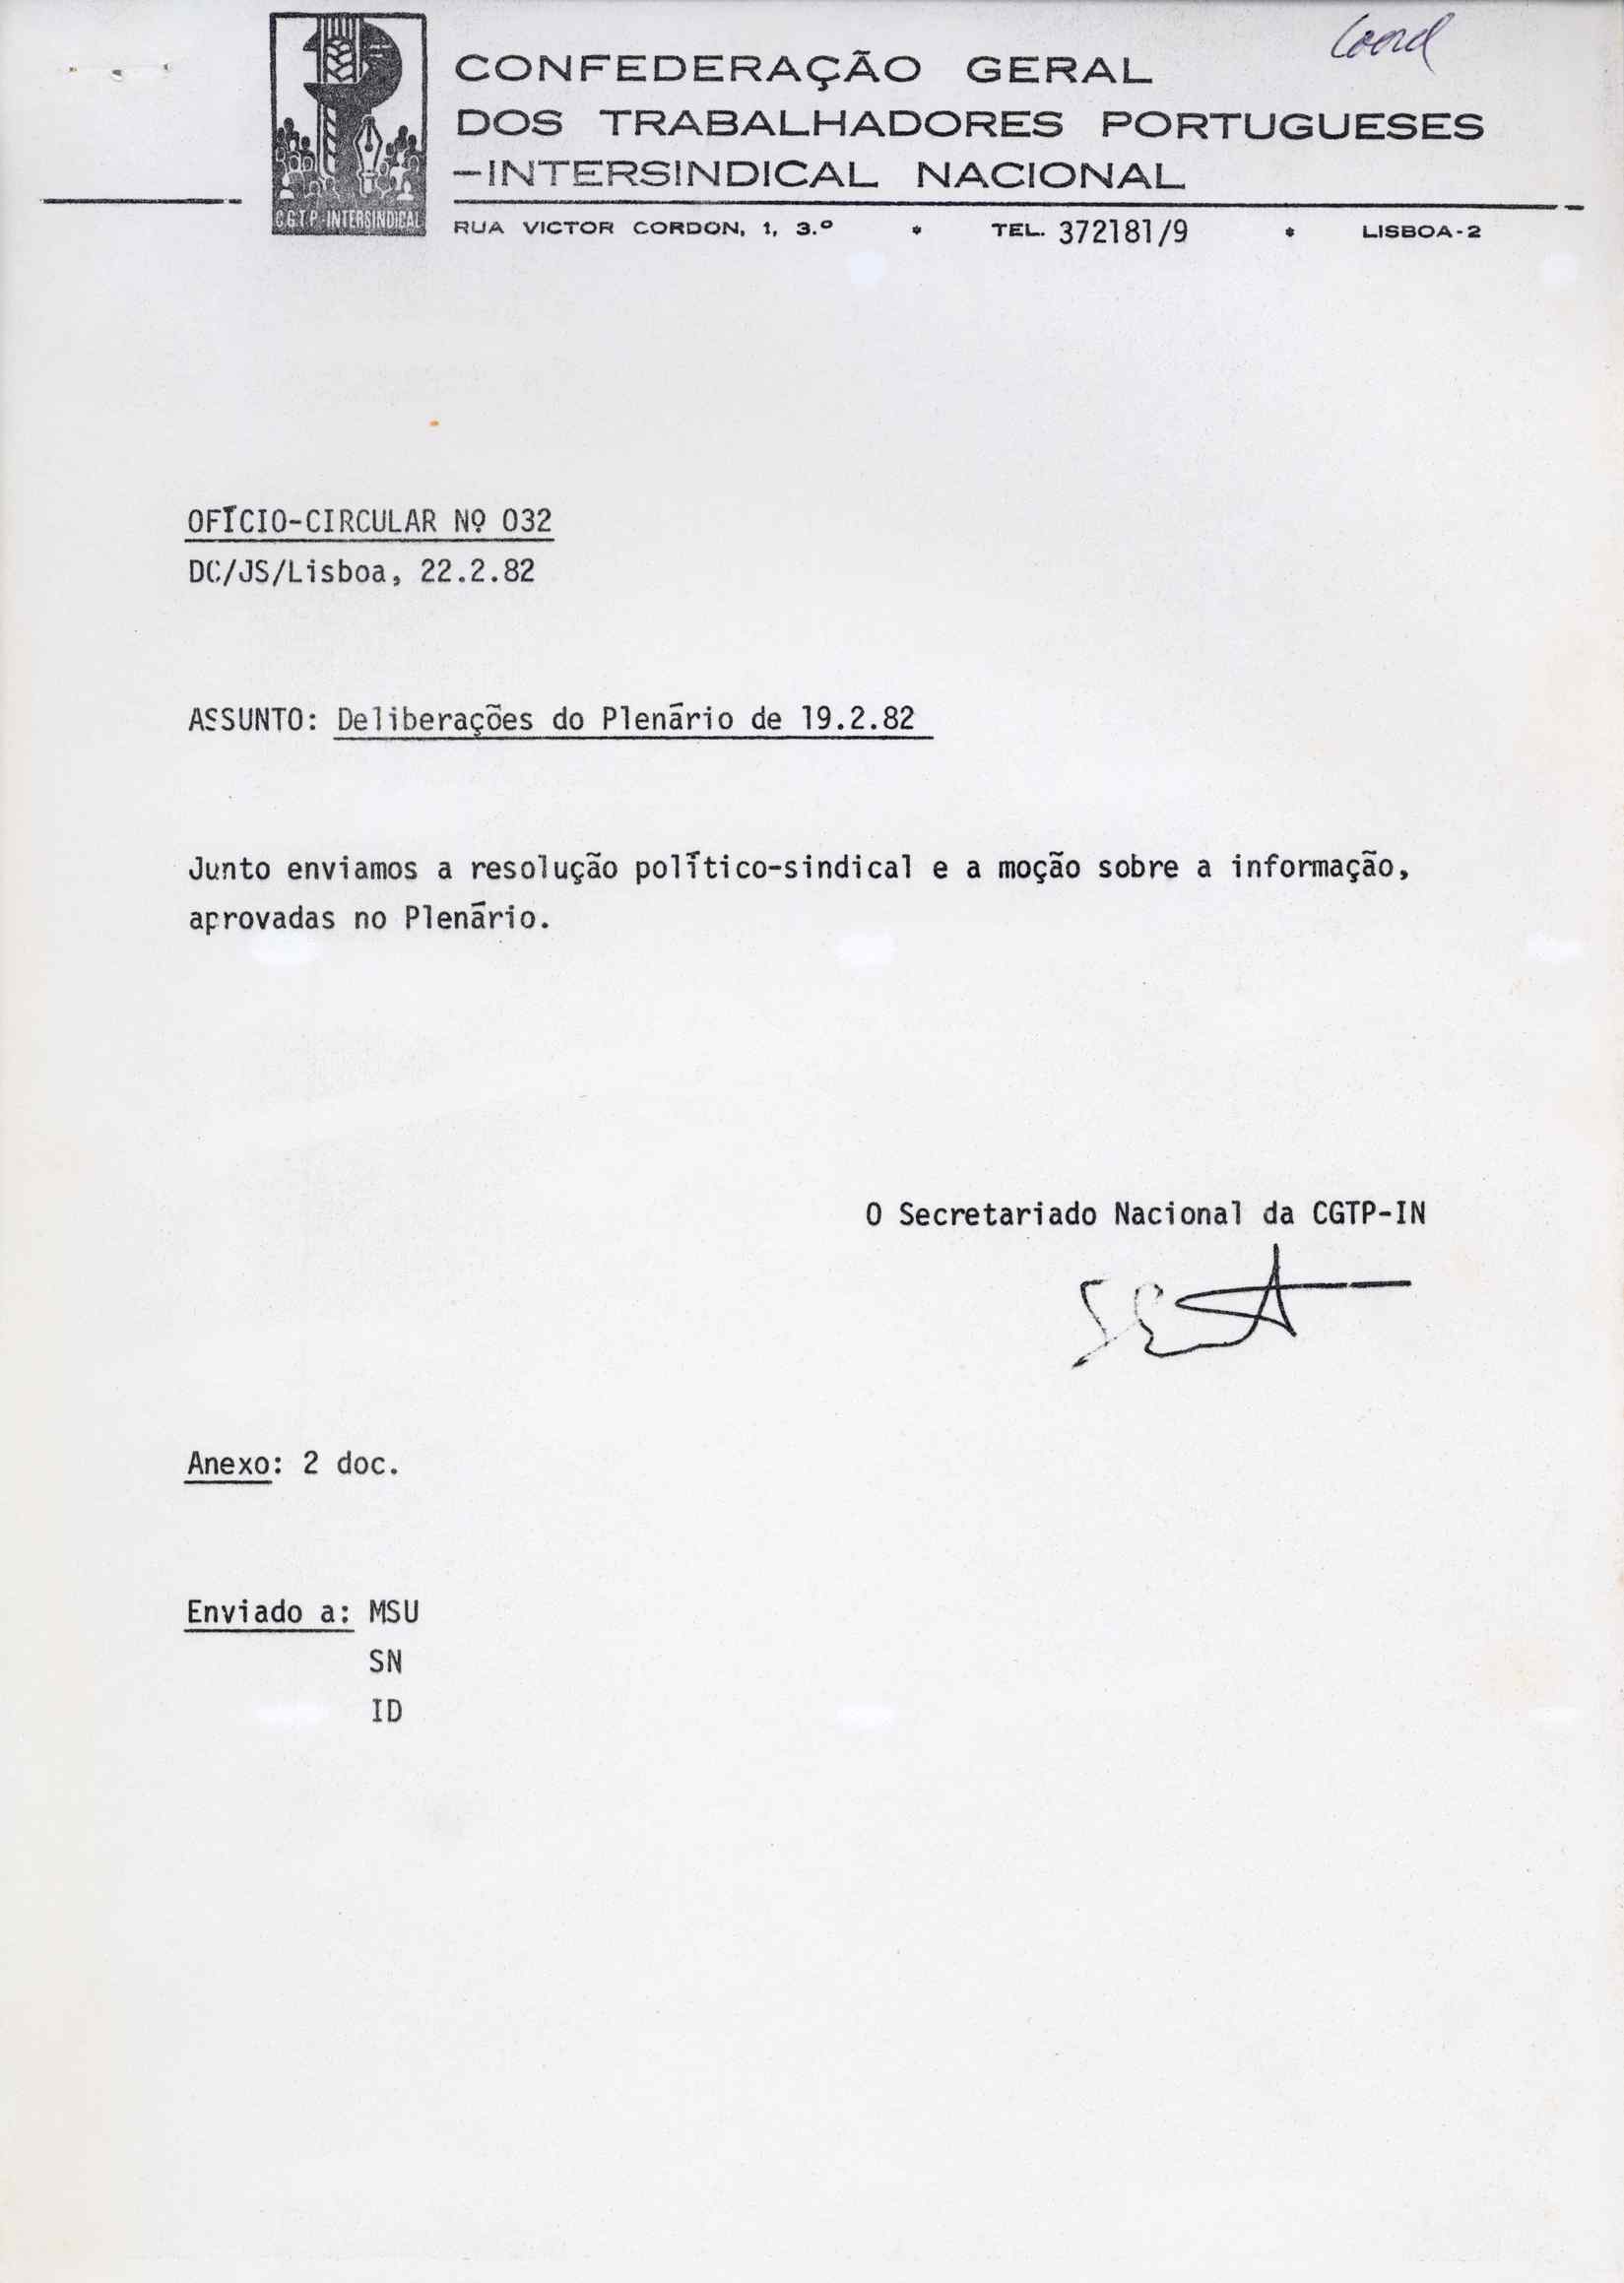 Coord
CONFEDERAÇÃO GERAL
DOS TRABALHADORES PORTUGUESES
-INTERSINDICAL NACIONAL
C.G.T.P-INTERSINDICAL
RUA VICTOR CORDON, 1, 3.º * TEL. 372181/9 * LISBOA-2
OFÍCIO-CIRCULAR Nº 032
DC/JS/Lisboa, 22.2.82
ASSUNTO: Deliberações do Plenário de 19.2.82
Junto enviamos a resolução político-sindical e a moção sobre a informação,
aprovadas no Plenário.
O Secretariado Nacional da CGTP-IN
Anexo: 2 doc.
Enviado a: MSU
SN
ID